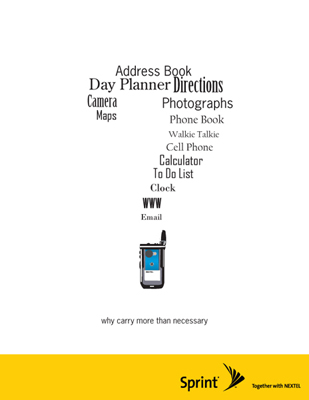 Address Book
Day Planner Directions
Camera Photographs
Maps Phone Book
Walkie Talkie
Cell Phone
Calculator
To Do List
Clock
WWW
Email
why carry more than necessary
Sprint Together with NEXTEL